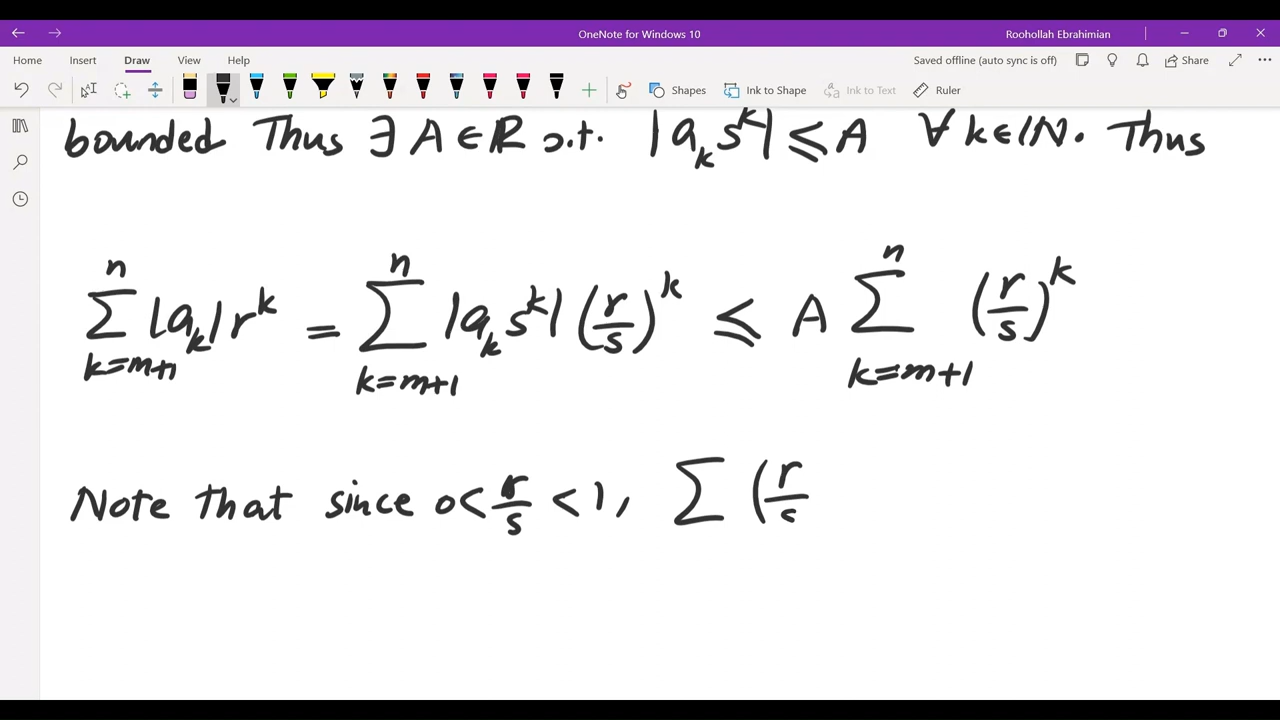 OneNote for Windows 10
Roohollah Ebrahimian
Home Insert Draw View Help
Saved offline (auto sync is off) Share
Shapes Ink to Shape Ink to Text Ruler
bounded Thus ∃ A ∈ ℝ s.t. |a_k s^k| ⩽ A ∀ k ∈ ℕ. Thus
∑_{k=m+1}^{n} |a_k| r^k = ∑_{k=m+1}^{n} |a_k s^k| (r/s)^k ⩽ A ∑_{k=m+1}^{n} (r/s)^k
Note that since 0 < r/s < 1, ∑ (r/s